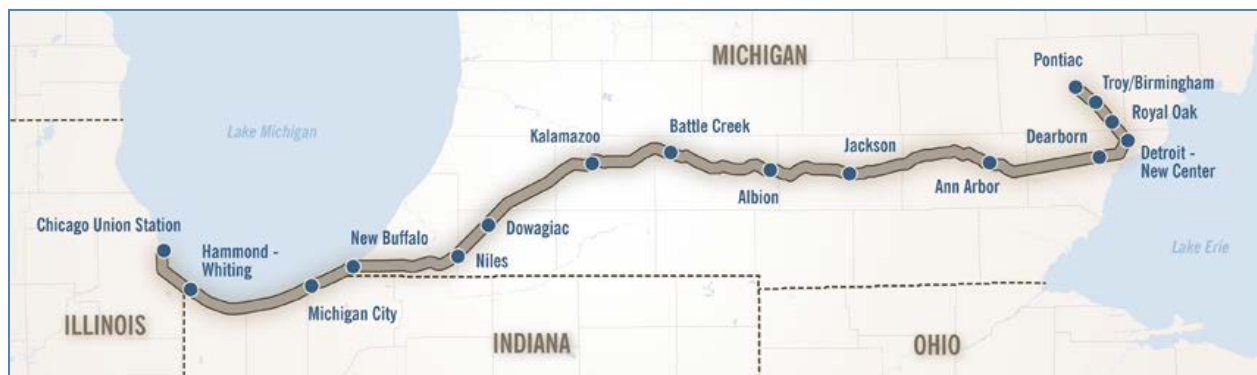 MICHIGAN
Pontiac
Troy/Birmingham
Royal Oak
Lake Michigan
Kalamazoo
Battle Creek
Dearborn
Jackson
Detroit -
New Center
Albion
Ann Arbor
Chicago Union Station
Hammond -
Whiting
New Buffalo
Dowagiac
Niles
Lake Erie
Michigan City
ILLINOIS
INDIANA
OHIO